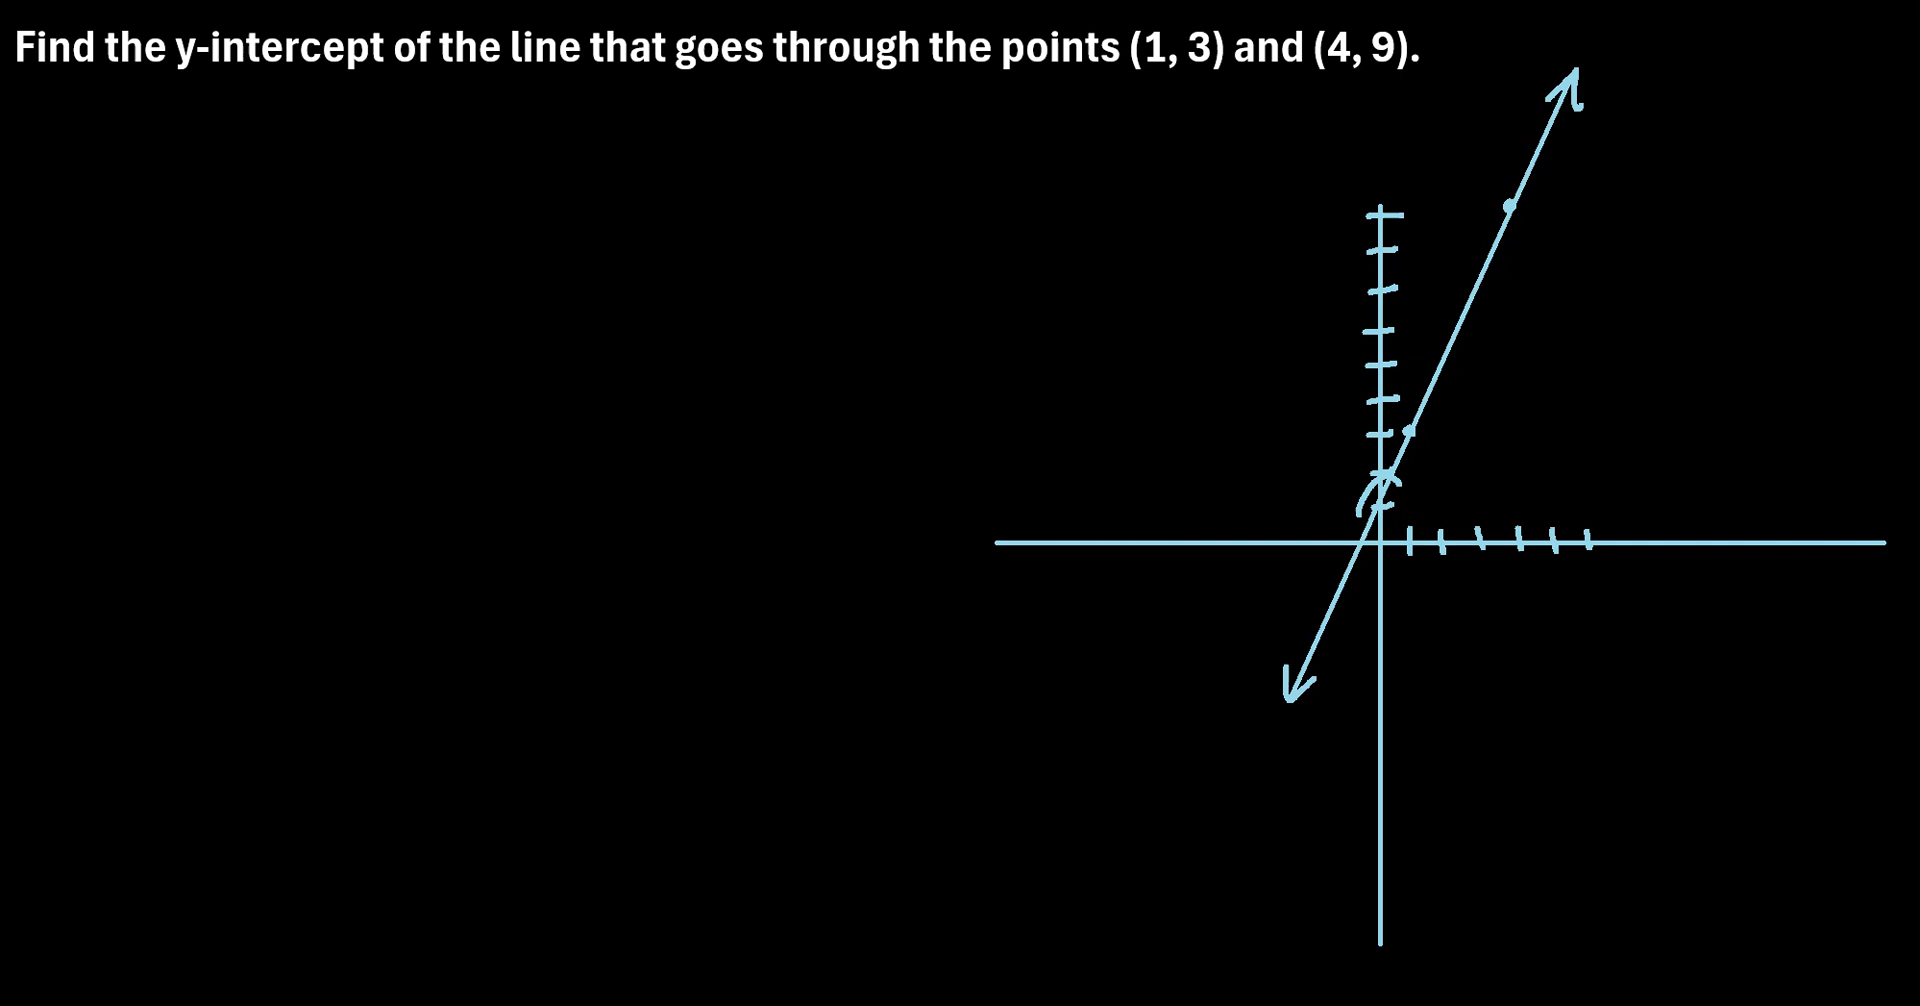 Find the y-intercept of the line that goes through the points (1, 3) and (4, 9).